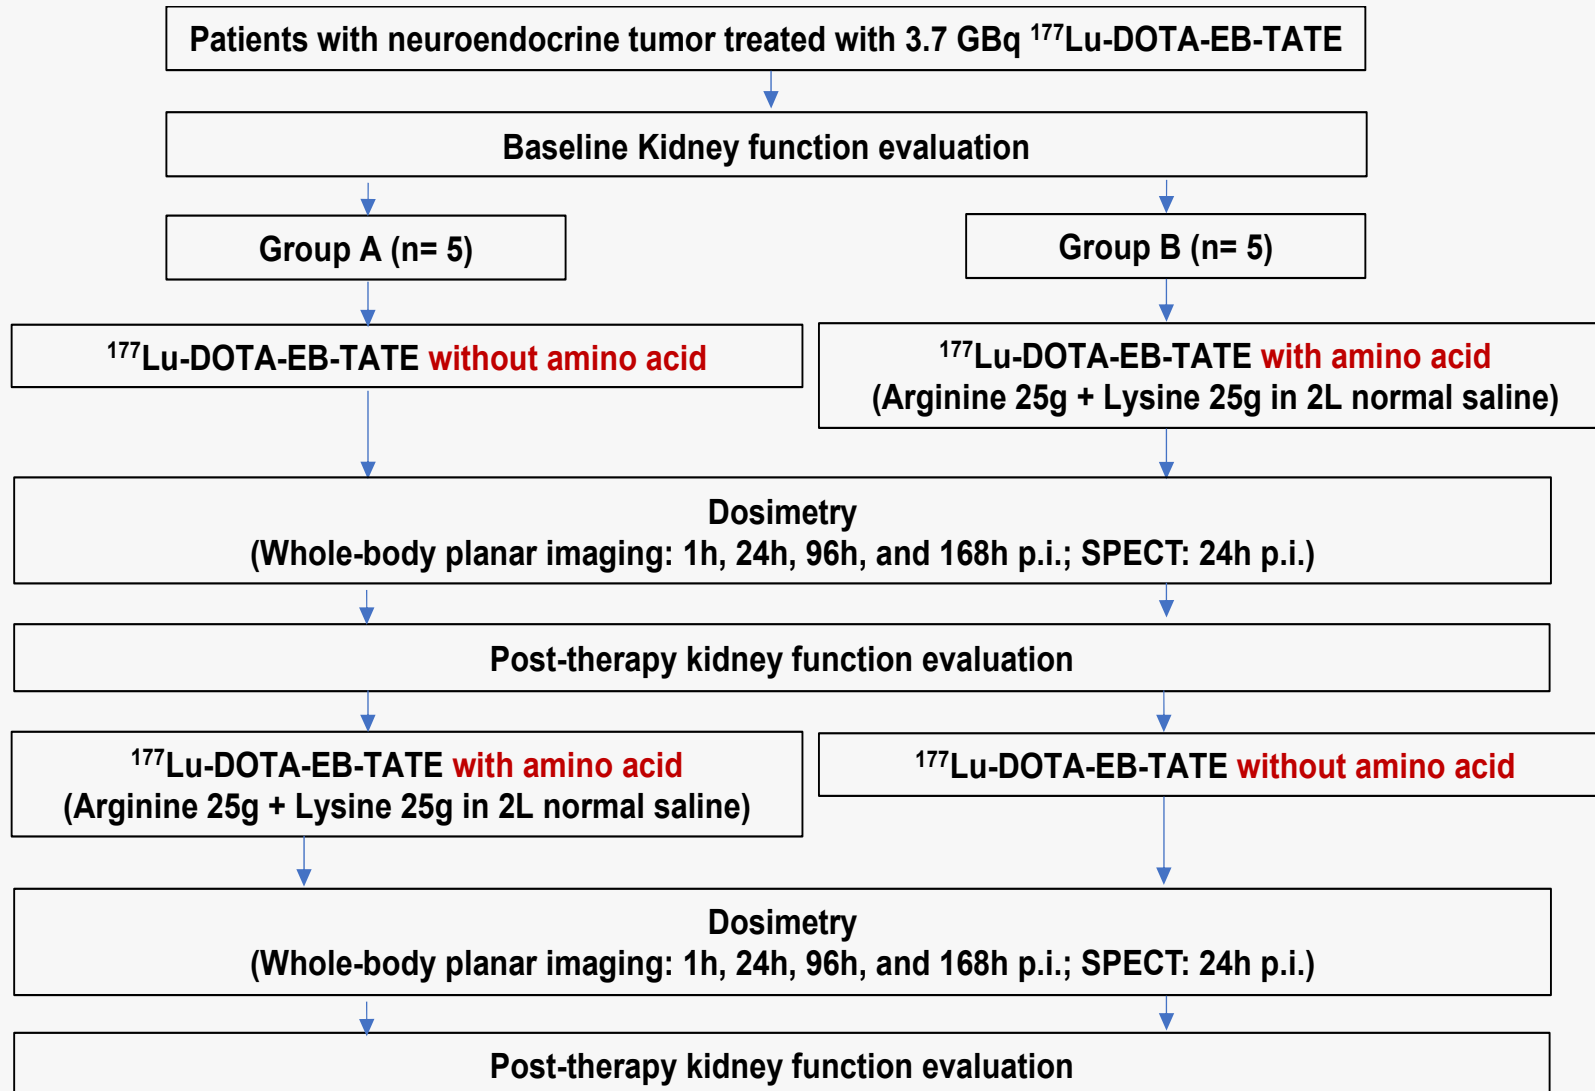 Patients with neuroendocrine tumor treated with 3.7 GBq ¹⁷⁷Lu-DOTA-EB-TATE
Baseline Kidney function evaluation
Group A (n= 5)
Group B (n= 5)
¹⁷⁷Lu-DOTA-EB-TATE without amino acid
¹⁷⁷Lu-DOTA-EB-TATE with amino acid
(Arginine 25g + Lysine 25g in 2L normal saline)
Dosimetry
(Whole-body planar imaging: 1h, 24h, 96h, and 168h p.i.; SPECT: 24h p.i.)
Post-therapy kidney function evaluation
¹⁷⁷Lu-DOTA-EB-TATE with amino acid
(Arginine 25g + Lysine 25g in 2L normal saline)
¹⁷⁷Lu-DOTA-EB-TATE without amino acid
Dosimetry
(Whole-body planar imaging: 1h, 24h, 96h, and 168h p.i.; SPECT: 24h p.i.)
Post-therapy kidney function evaluation